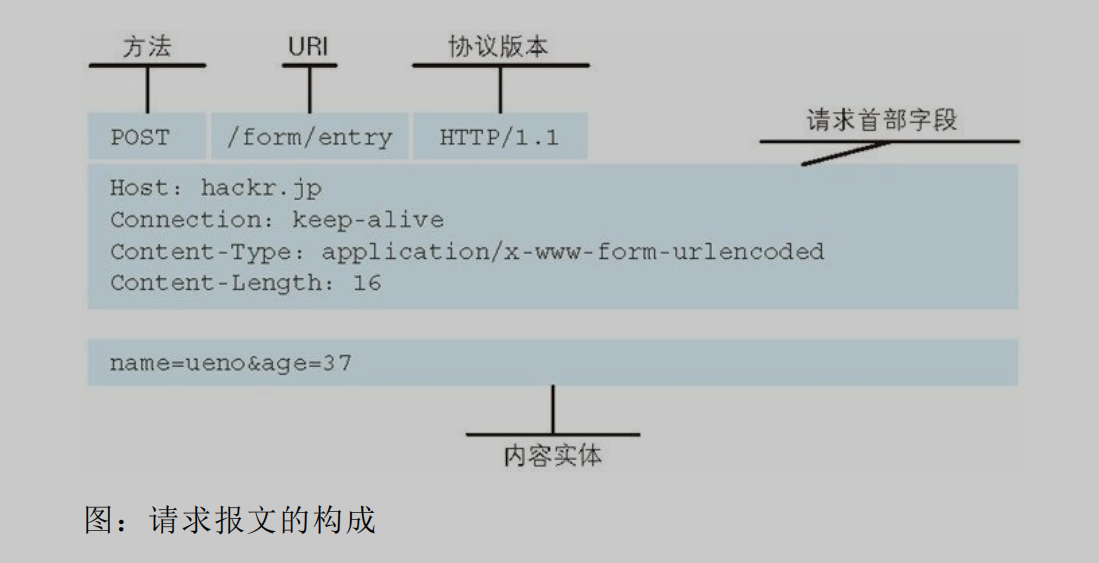 方法 URI 协议版本
POST /form/entry HTTP/1.1
请求首部字段
Host: hackr.jp
Connection: keep-alive
Content-Type: application/x-www-form-urlencoded
Content-Length: 16
name=ueno&age=37
内容实体
图：请求报文的构成